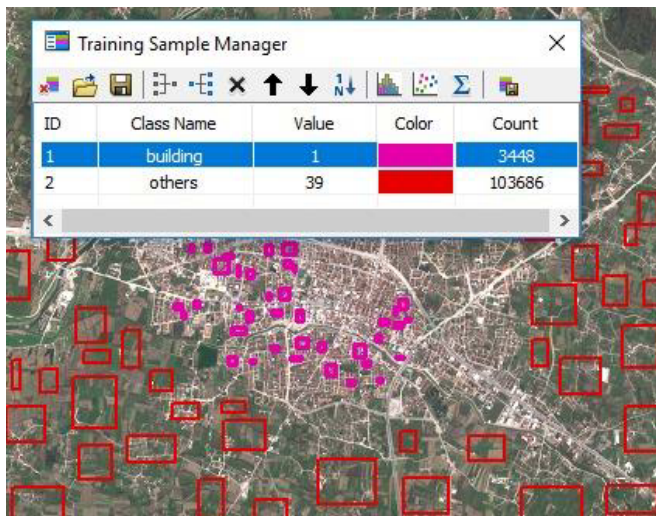 Training Sample Manager
ID Class Name Value Color Count
1 building 1 3448
2 others 39 103686